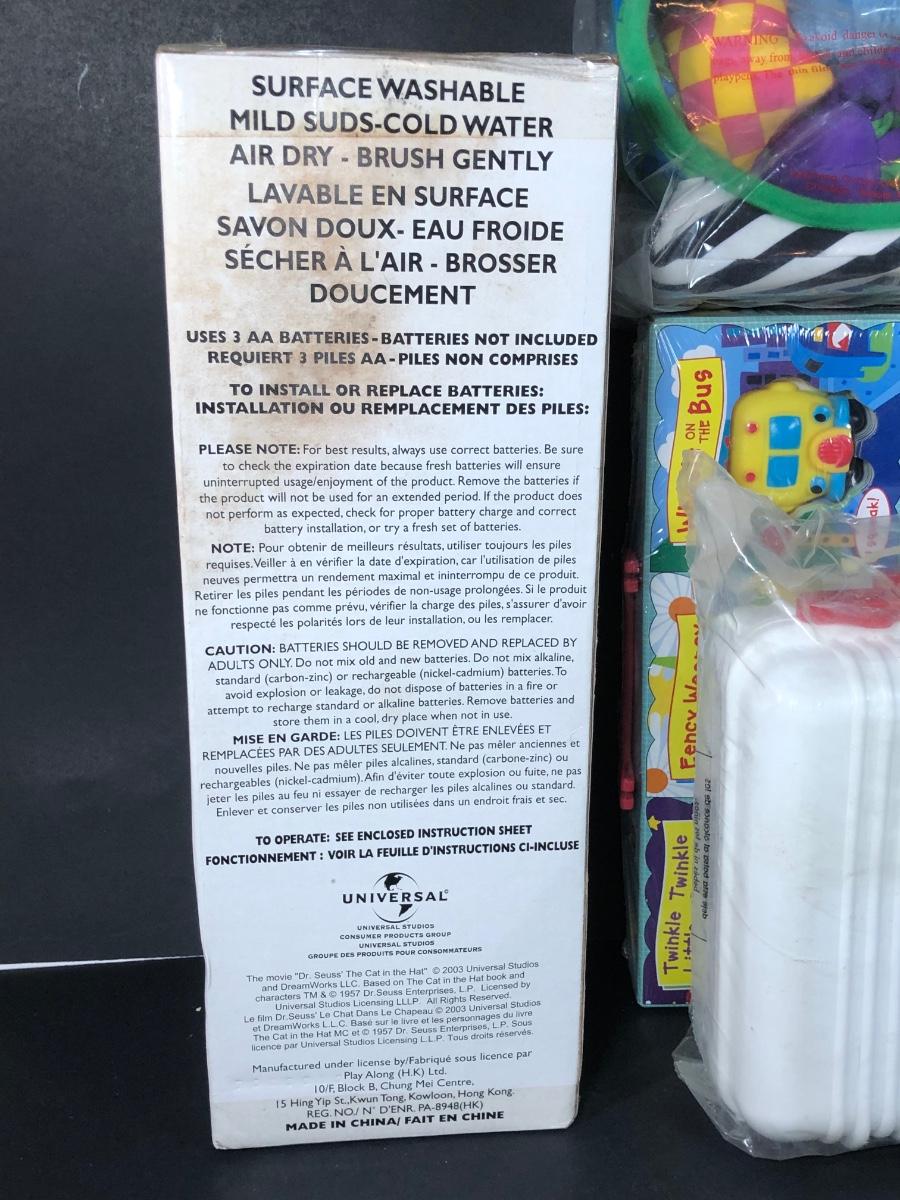 SURFACE WASHABLE
MILD SUDS-COLD WATER
AIR DRY - BRUSH GENTLY
LAVABLE EN SURFACE
SAVON DOUX- EAU FROIDE
SÉCHER À L'AIR - BROSSER
DOUCEMENT
USES 3 AA BATTERIES - BATTERIES NOT INCLUDED
REQUIERT 3 PILES AA - PILES NON COMPRISES
TO INSTALL OR REPLACE BATTERIES:
INSTALLATION OU REMPLACEMENT DES PILES:
PLEASE NOTE: For best results, always use correct batteries. Be sure
to check the expiration date because fresh batteries will ensure
uninterrupted usage/enjoyment of the product. Remove the batteries if
the product will not be used for an extended period. If the product does
not perform as expected, check for proper battery charge and correct
battery installation, or try a fresh set of batteries.
NOTE: Pour obtenir de meilleurs résultats, utiliser toujours les piles
requises. Veiller à en vérifier la date d'expiration, car l'utilisation de piles
neuves permettra un rendement maximal et ininterrompu de ce produit.
Retirer les piles pendant les périodes de non-usage prolongées. Si le produit
ne fonctionne pas comme prévu, vérifier la charge des piles, s'assurer d'avoir
respecté les polarités lors de leur installation, ou les remplacer.
CAUTION: BATTERIES SHOULD BE REMOVED AND REPLACED BY
ADULTS ONLY. Do not mix old and new batteries. Do not mix alkaline,
standard (carbon-zinc) or rechargeable (nickel-cadmium) batteries. To
avoid explosion or leakage, do not dispose of batteries in a fire or
attempt to recharge standard or alkaline batteries. Remove batteries and
store them in a cool, dry place when not in use.
MISE EN GARDE: LES PILES DOIVENT ÊTRE ENLEVÉES ET
REMPLACÉES PAR DES ADULTES SEULEMENT. Ne pas mêler anciennes et
nouvelles piles. Ne pas mêler piles alcalines, standard (carbone-zinc) ou
rechargeables (nickel-cadmium). Afin d'éviter toute explosion ou fuite, ne pas
jeter les piles au feu ni essayer de recharger les piles alcalines ou standard.
Enlever et conserver les piles non utilisées dans un endroit frais et sec.
TO OPERATE: SEE ENCLOSED INSTRUCTION SHEET
FONCTIONNEMENT : VOIR LA FEUILLE D'INSTRUCTIONS CI-INCLUSE
UNIVERSAL
UNIVERSAL STUDIOS
CONSUMER PRODUCTS GROUP
UNIVERSAL STUDIOS
GROUPE DES PRODUITS POUR CONSOMMATEURS
The movie "Dr. Seuss' The Cat in the Hat" © 2003 Universal Studios
and DreamWorks LLC. Based on The Cat in the Hat book and
characters TM & © 1957 Dr.Seuss Enterprises, L.P. Licensed by
Universal Studios Licensing LLLP. All Rights Reserved.
Le film Dr.Seuss' Le Chat Dans Le Chapeau © 2003 Universal Studios
et DreamWorks L.L.C. Basé sur le livre et les personnages du livre
The Cat in the Hat MC et © 1957 Dr. Seuss Enterprises, L.P. Sous
licence par Universal Studios Licensing L.L.P. Tous droits réservés.
Manufactured under license by/Fabriqué sous licence par
Play Along (H.K) Ltd.
10/F, Block B, Chung Mei Centre,
15 Hing Yip St., Kwun Tong, Kowloon, Hong Kong.
REG. NO./ N° D'ENR. PA-8948(HK)
MADE IN CHINA/ FAIT EN CHINE
WARNING To avoid danger
away from and
playpens. The thin film
ON
THE Bus
Twinkle Twinkle